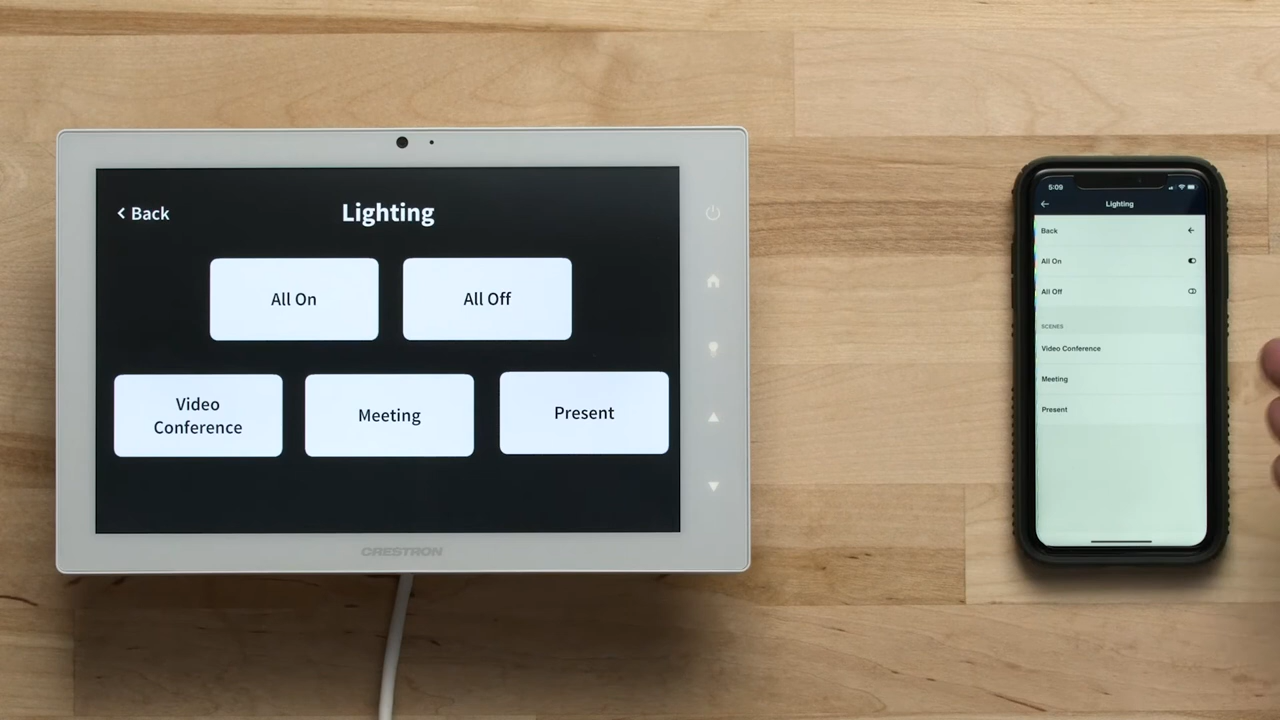 Back
Lighting
All On
All Off
Video
Conference
Meeting
Present
CRESTRON
5:09
Lighting
Back
All On
All Off
SCENES
Video Conference
Meeting
Present